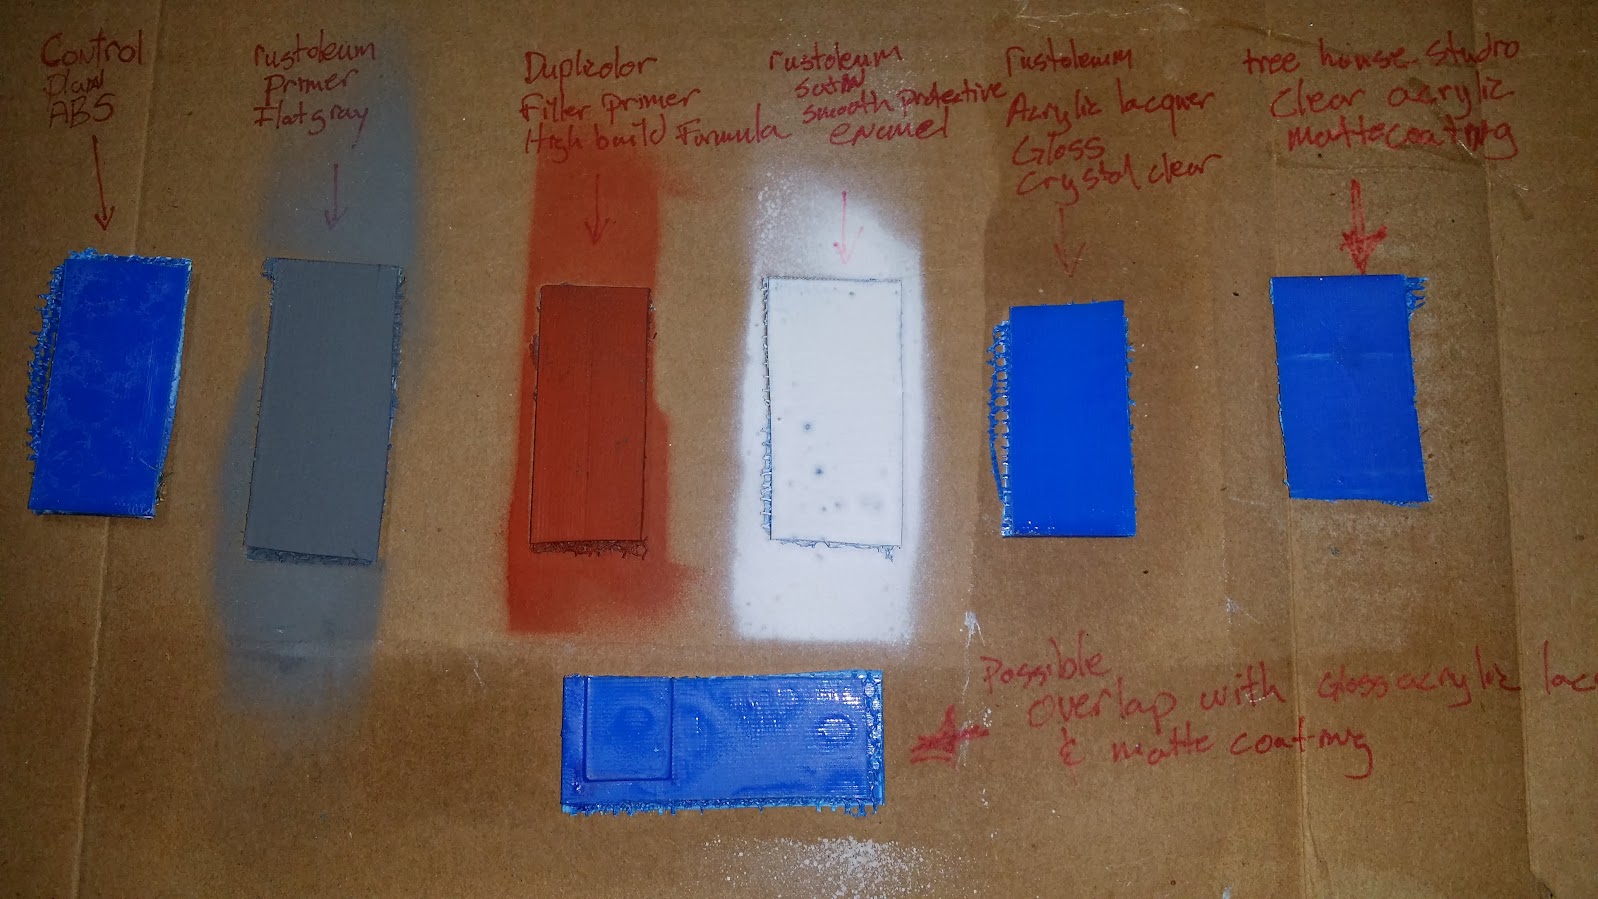 Control
Plain
ABS
rustoleum
Primer
Flat gray
Duplicolor
Filler primer
High build Formula
rustoleum
Satin
smooth protective
enamel
rustoleum
Acrylic lacquer
Gloss
crystal clear
tree house studio
Clear acrylic
matte coating
Possible
overlap with Gloss acrylic lac
& matte coating